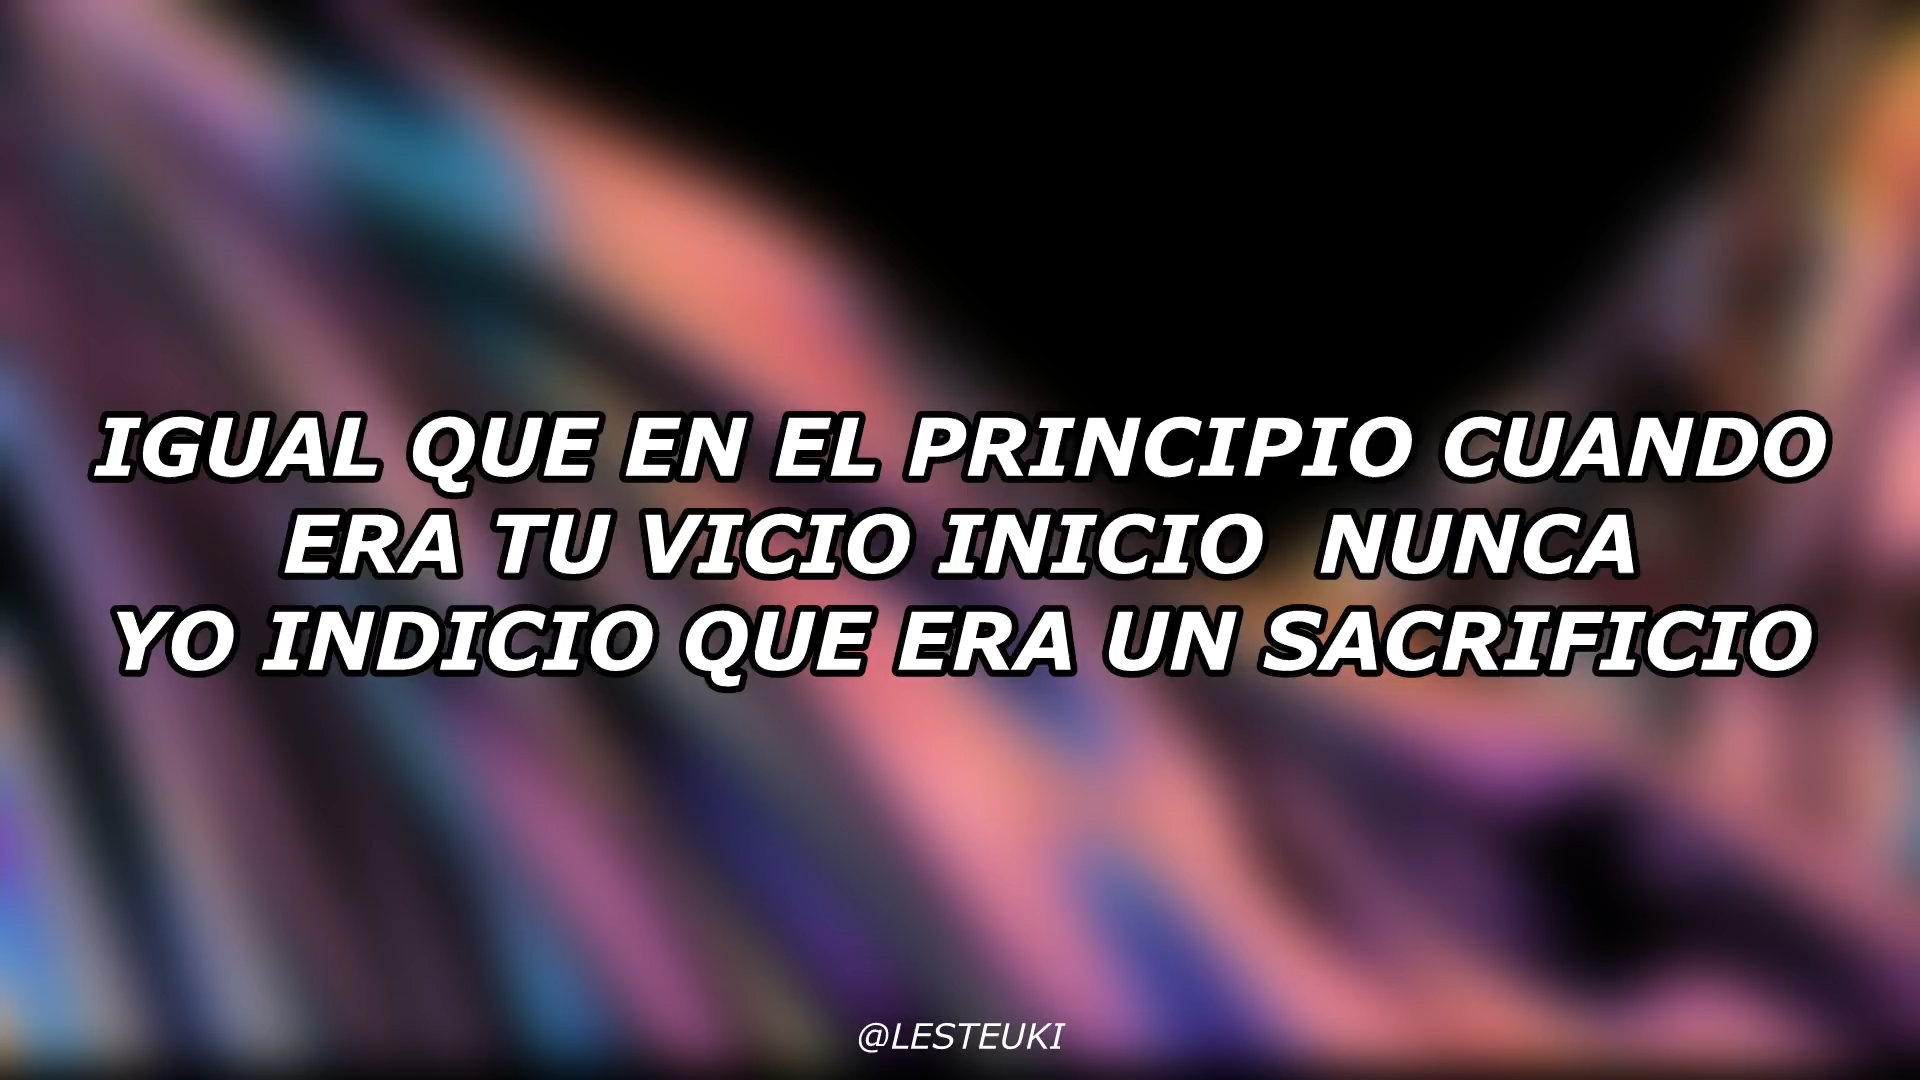 IGUAL QUE EN EL PRINCIPIO CUANDO
ERA TU VICIO INICIO  NUNCA
YO INDICIO QUE ERA UN SACRIFICIO
@LESTEUKI